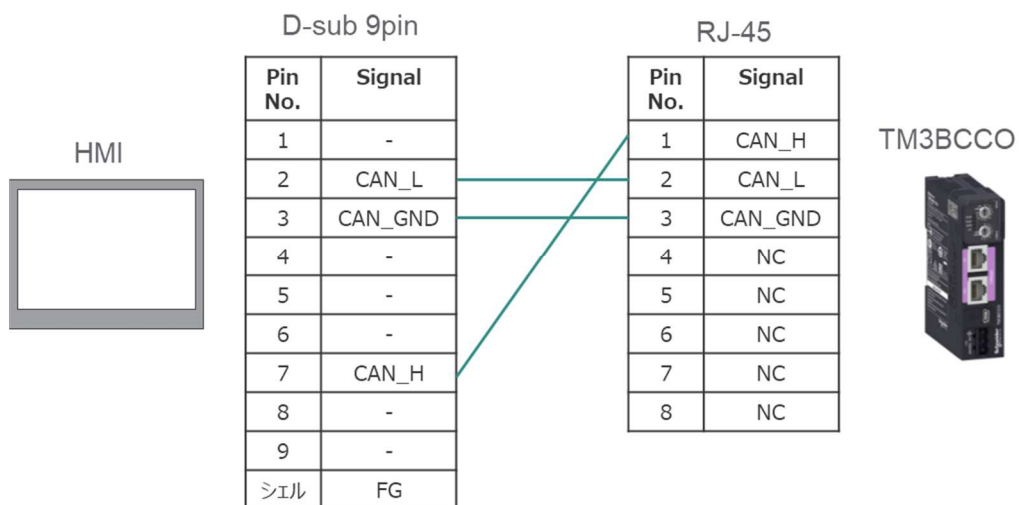 D-sub 9pin
RJ-45
Pin No. Signal
1 -
2 CAN_L
3 CAN_GND
4 -
5 -
6 -
7 CAN_H
8 -
9 -
シェル FG
Pin No. Signal
1 CAN_H
2 CAN_L
3 CAN_GND
4 NC
5 NC
6 NC
7 NC
8 NC
HMI
TM3BCCO